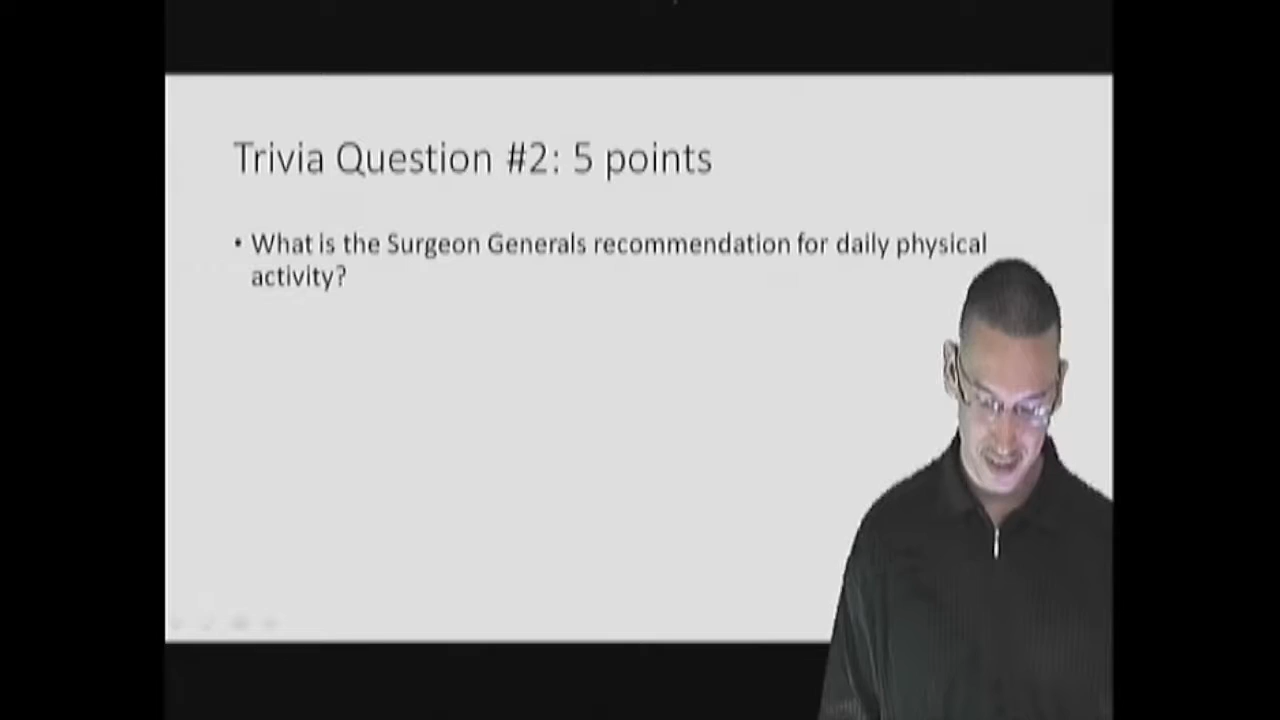 Trivia Question #2: 5 points
• What is the Surgeon Generals recommendation for daily physical
activity?